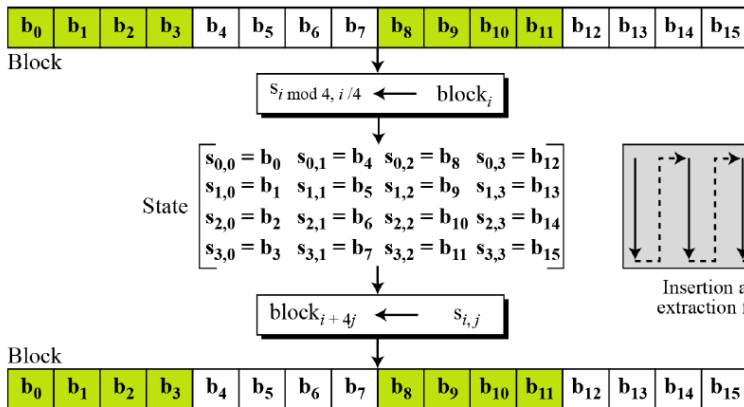 b0 b1 b2 b3 b4 b5 b6 b7 b8 b9 b10 b11 b12 b13 b14 b15
Block
s i mod 4, i /4 ← block i
s0,0 = b0 s0,1 = b4 s0,2 = b8 s0,3 = b12
s1,0 = b1 s1,1 = b5 s1,2 = b9 s1,3 = b13
State
s2,0 = b2 s2,1 = b6 s2,2 = b10 s2,3 = b14
s3,0 = b3 s3,1 = b7 s3,2 = b11 s3,3 = b15
Insertion a
extraction f
block i + 4j ← s i, j
Block
b0 b1 b2 b3 b4 b5 b6 b7 b8 b9 b10 b11 b12 b13 b14 b15